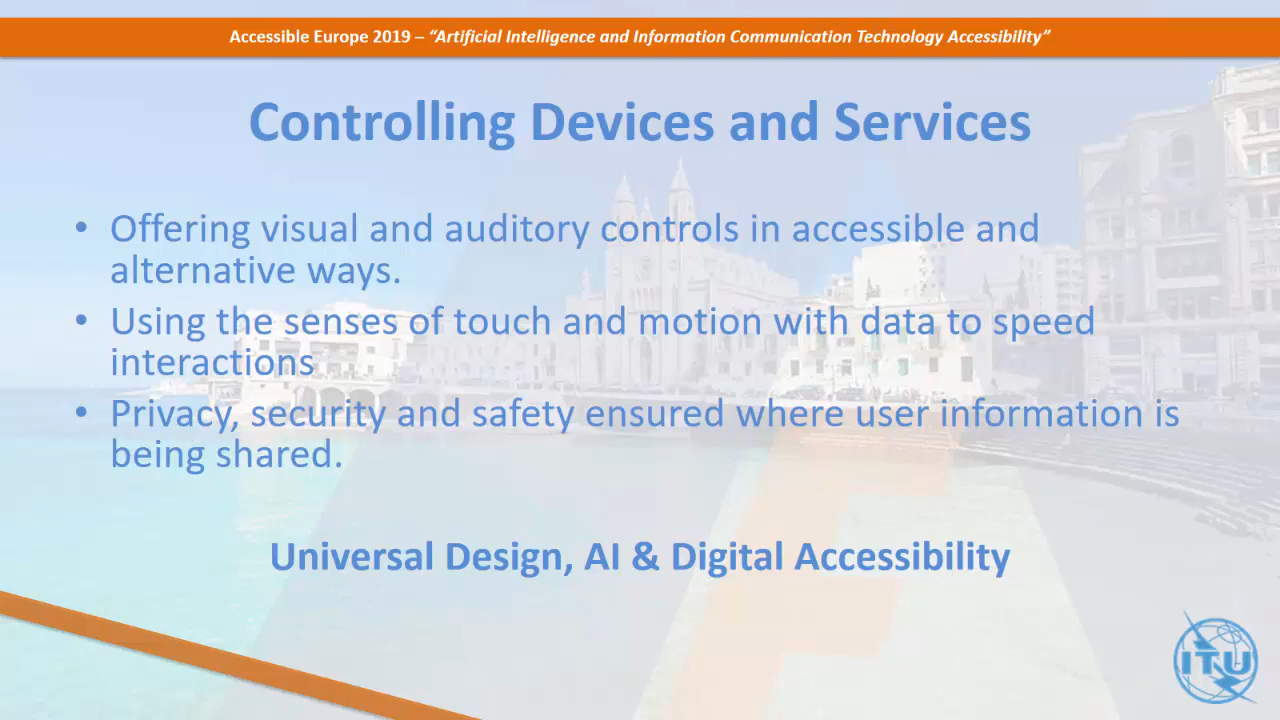 Accessible Europe 2019 – “Artificial Intelligence and Information Communication Technology Accessibility”
Controlling Devices and Services
• Offering visual and auditory controls in accessible and
alternative ways.
• Using the senses of touch and motion with data to speed
interactions
• Privacy, security and safety ensured where user information is
being shared.
Universal Design, AI & Digital Accessibility
ITU